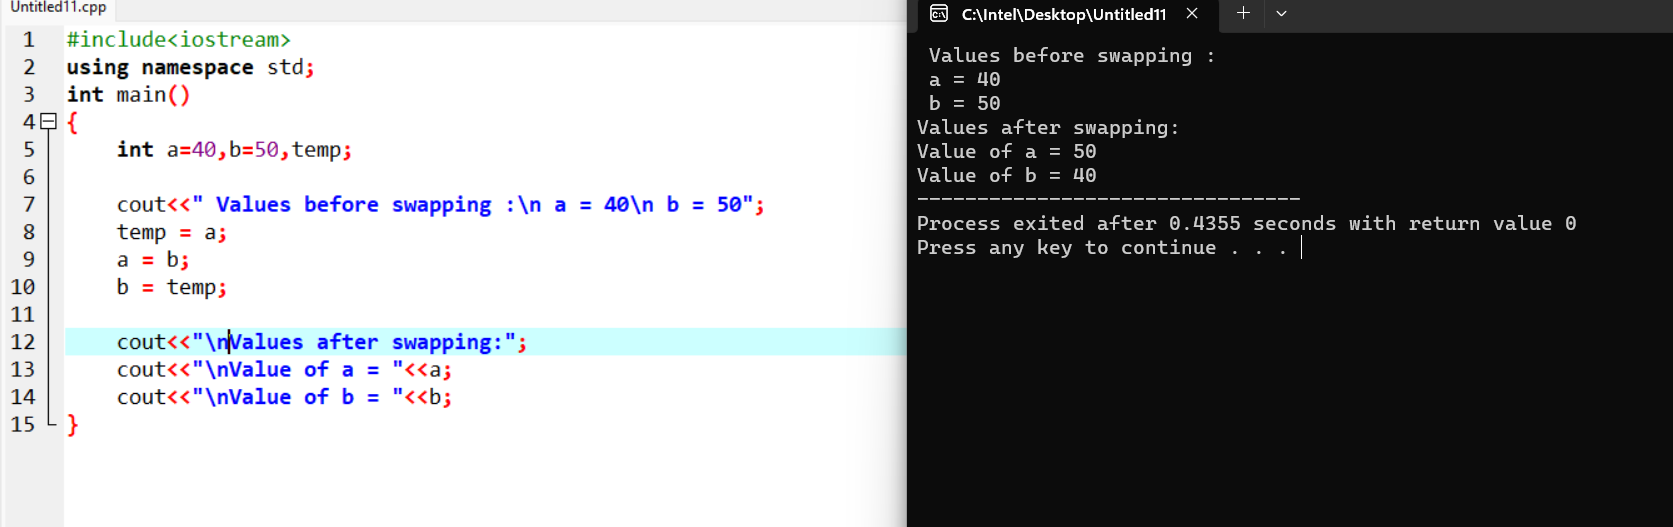 Untitled11.cpp
1 #include<iostream>
2 using namespace std;
3 int main()
4 {
5 int a=40,b=50,temp;
6
7 cout<<" Values before swapping :\n a = 40\n b = 50";
8 temp = a;
9 a = b;
10 b = temp;
11
12 cout<<"\nValues after swapping:";
13 cout<<"\nValue of a = "<<a;
14 cout<<"\nValue of b = "<<b;
15 }
C:\Intel\Desktop\Untitled11
Values before swapping :
a = 40
b = 50
Values after swapping:
Value of a = 50
Value of b = 40
--------------------------------
Process exited after 0.4355 seconds with return value 0
Press any key to continue . . .